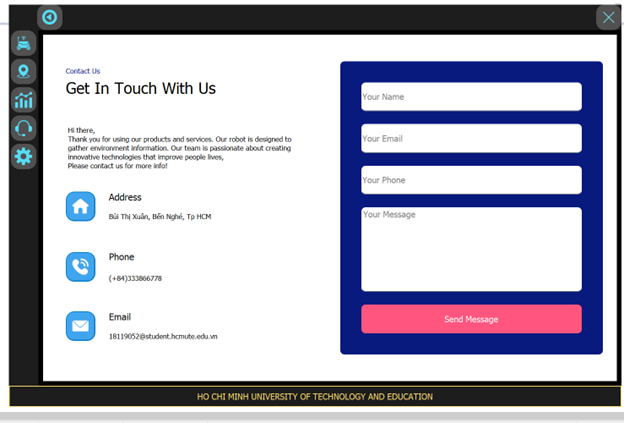 Contact Us
Get In Touch With Us
Hi there,
Thank you for using our products and services. Our robot is designed to
gather environment information. Our team is passionate about creating
innovative technologies that improve people lives,
Please contact us for more info!
Address
Bùi Thị Xuân, Bến Nghé, Tp HCM
Phone
(+84)333866778
Email
18119052@student.hcmute.edu.vn
Your Name
Your Email
Your Phone
Your Message
Send Message
HO CHI MINH UNIVERSITY OF TECHNOLOGY AND EDUCATION